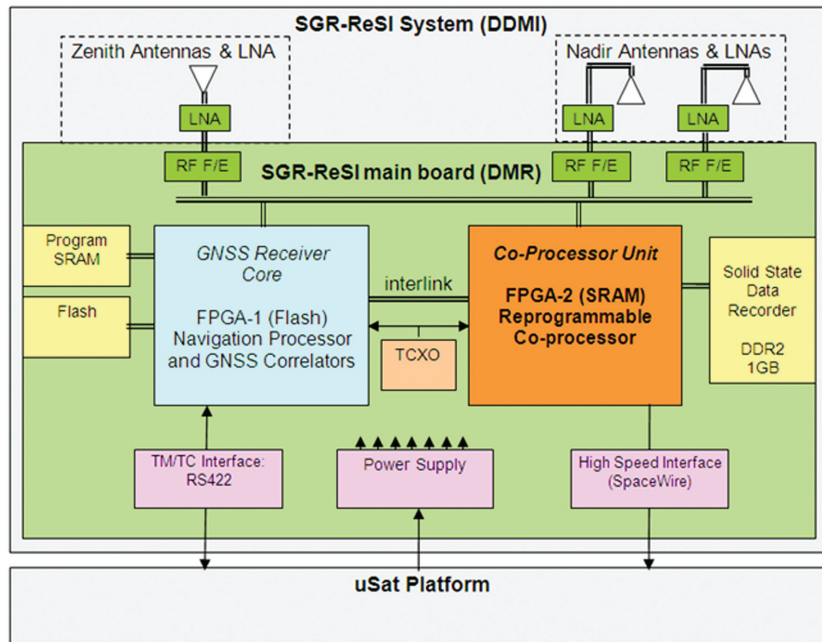 SGR-ReSI System (DDMI)
Zenith Antennas & LNA
Nadir Antennas & LNAs
LNA
LNA
LNA
RF F/E
RF F/E
RF F/E
SGR-ReSI main board (DMR)
Program
SRAM
Flash
GNSS Receiver
Core
FPGA-1 (Flash)
Navigation Processor
and GNSS Correlators
interlink
TCXO
Co-Processor Unit
FPGA-2 (SRAM)
Reprogrammable
Co-processor
Solid State
Data
Recorder
DDR2
1GB
TM/TC Interface:
RS422
Power Supply
High Speed Interface
(SpaceWire)
uSat Platform